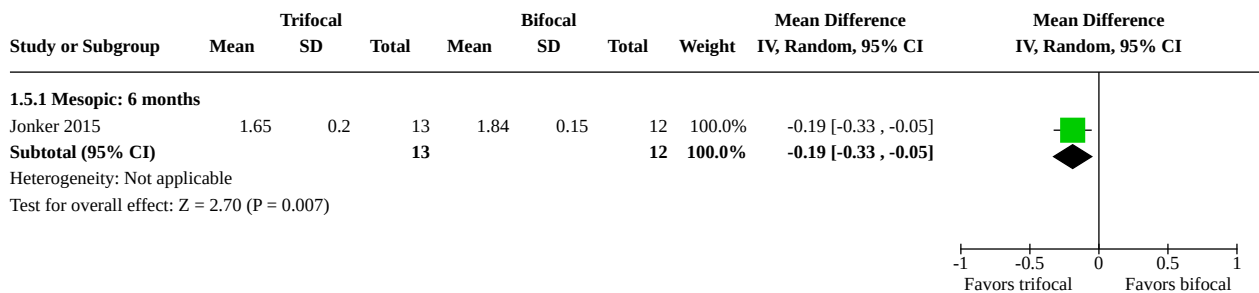 Trifocal Bifocal Mean Difference Mean Difference
Study or Subgroup Mean SD Total Mean SD Total Weight IV, Random, 95% CI IV, Random, 95% CI
1.5.1 Mesopic: 6 months
Jonker 2015 1.65 0.2 13 1.84 0.15 12 100.0% -0.19 [-0.33 , -0.05]
Subtotal (95% CI) 13 12 100.0% -0.19 [-0.33 , -0.05]
Heterogeneity: Not applicable
Test for overall effect: Z = 2.70 (P = 0.007)
-1 -0.5 0 0.5 1
Favors trifocal Favors bifocal